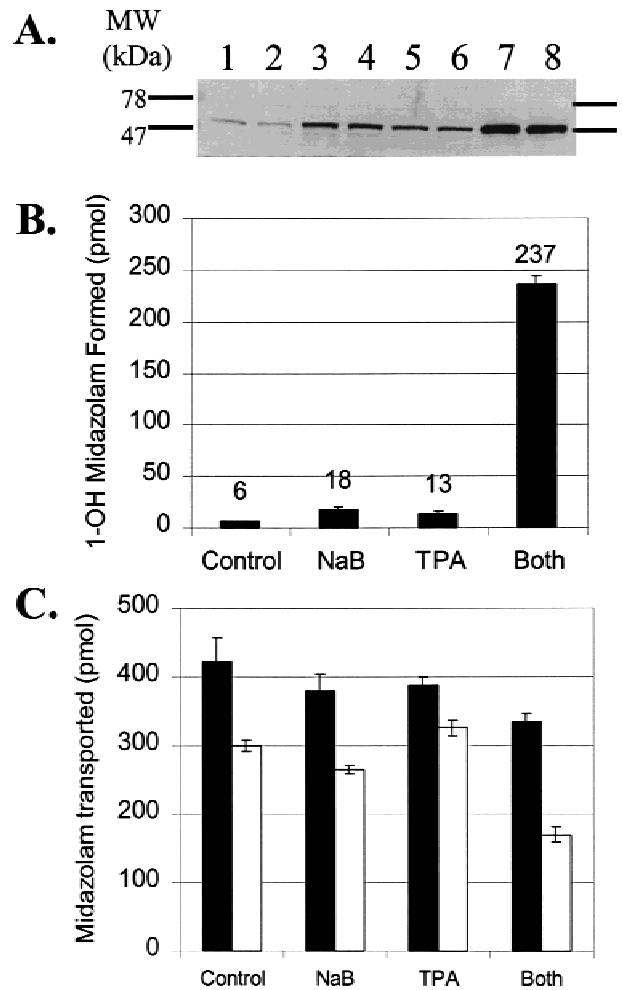 A.
MW
(kDa)
1 2 3 4 5 6 7 8
78
47
B.
1-OH Midazolam Formed (pmol)
300
250
200
150
100
50
0
6
18
13
237
Control NaB TPA Both
C.
Midazolam transported (pmol)
500
400
300
200
100
0
Control NaB TPA Both